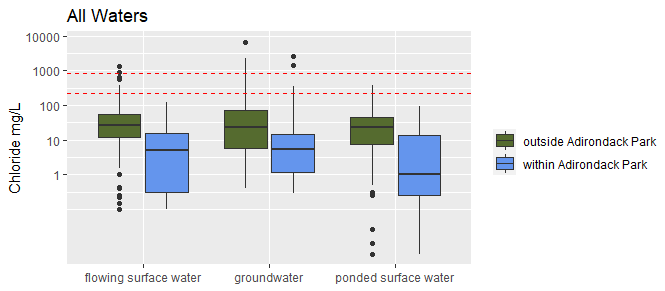 All Waters
Chloride mg/L
10000
1000
100
10
1
flowing surface water
groundwater
ponded surface water
outside Adirondack Park
within Adirondack Park